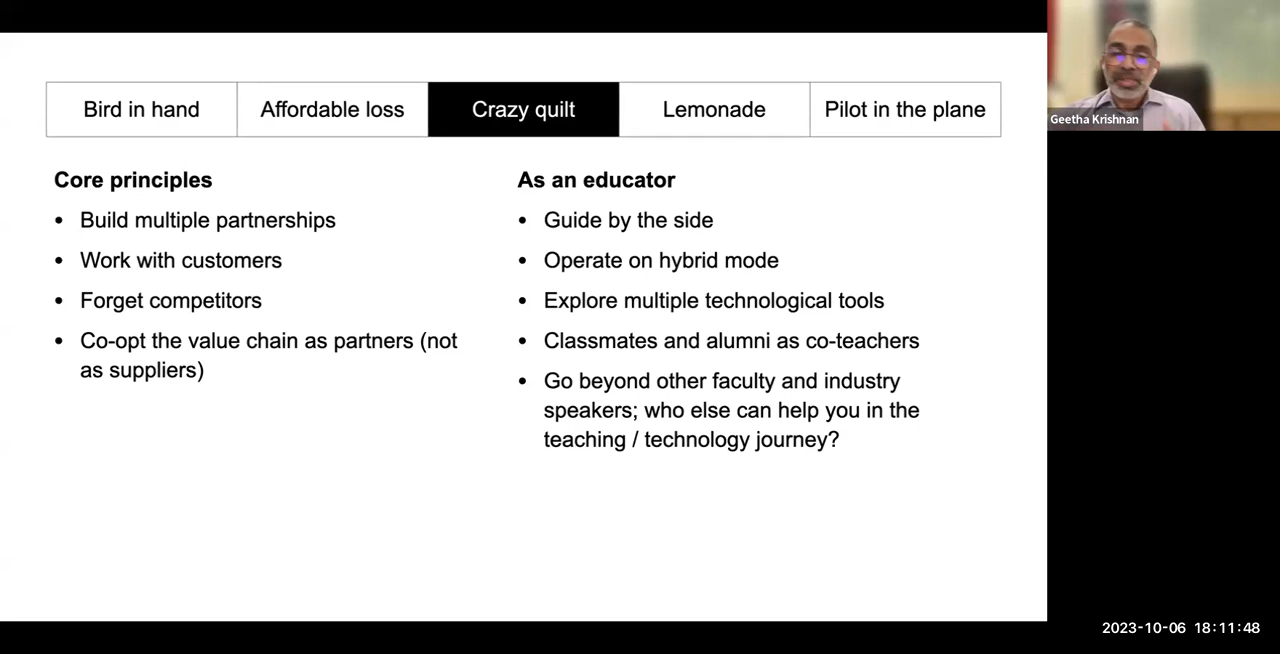 Bird in hand
Affordable loss
Crazy quilt
Lemonade
Pilot in the plane
Core principles
• Build multiple partnerships
• Work with customers
• Forget competitors
• Co-opt the value chain as partners (not
as suppliers)
As an educator
• Guide by the side
• Operate on hybrid mode
• Explore multiple technological tools
• Classmates and alumni as co-teachers
• Go beyond other faculty and industry
speakers; who else can help you in the
teaching / technology journey?
Geetha Krishnan
2023-10-06 18:11:48